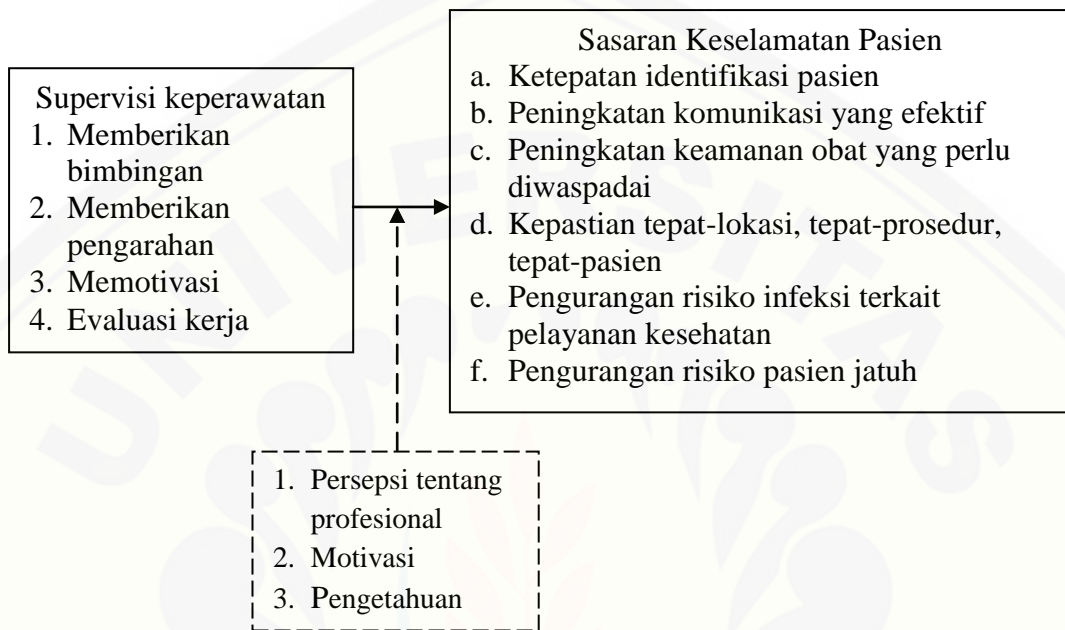 Supervisi keperawatan
1. Memberikan
bimbingan
2. Memberikan
pengarahan
3. Memotivasi
4. Evaluasi kerja
Sasaran Keselamatan Pasien
a. Ketepatan identifikasi pasien
b. Peningkatan komunikasi yang efektif
c. Peningkatan keamanan obat yang perlu
diwaspadai
d. Kepastian tepat-lokasi, tepat-prosedur,
tepat-pasien
e. Pengurangan risiko infeksi terkait
pelayanan kesehatan
f. Pengurangan risiko pasien jatuh
1. Persepsi tentang
profesional
2. Motivasi
3. Pengetahuan
UNIVERSITAS